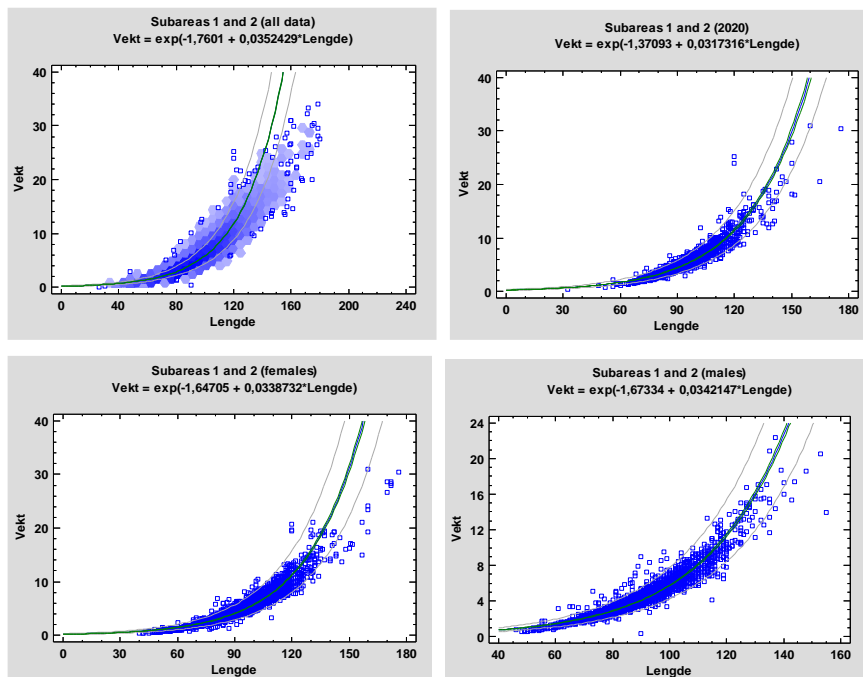 Subareas 1 and 2 (all data)
Vekt = exp(-1,7601 + 0,0352429*Lengde)
40
30
20
10
0
Vekt
0 40 80 120 160 200 240
Lengde
Subareas 1 and 2 (2020)
Vekt = exp(-1,37093 + 0,0317316*Lengde)
40
30
20
10
0
Vekt
0 30 60 90 120 150 180
Lengde
Subareas 1 and 2 (females)
Vekt = exp(-1,64705 + 0,0338732*Lengde)
40
30
20
10
0
Vekt
0 30 60 90 120 150 180
Lengde
Subareas 1 and 2 (males)
Vekt = exp(-1,67334 + 0,0342147*Lengde)
24
20
16
12
8
4
0
Vekt
40 60 80 100 120 140 160
Lengde